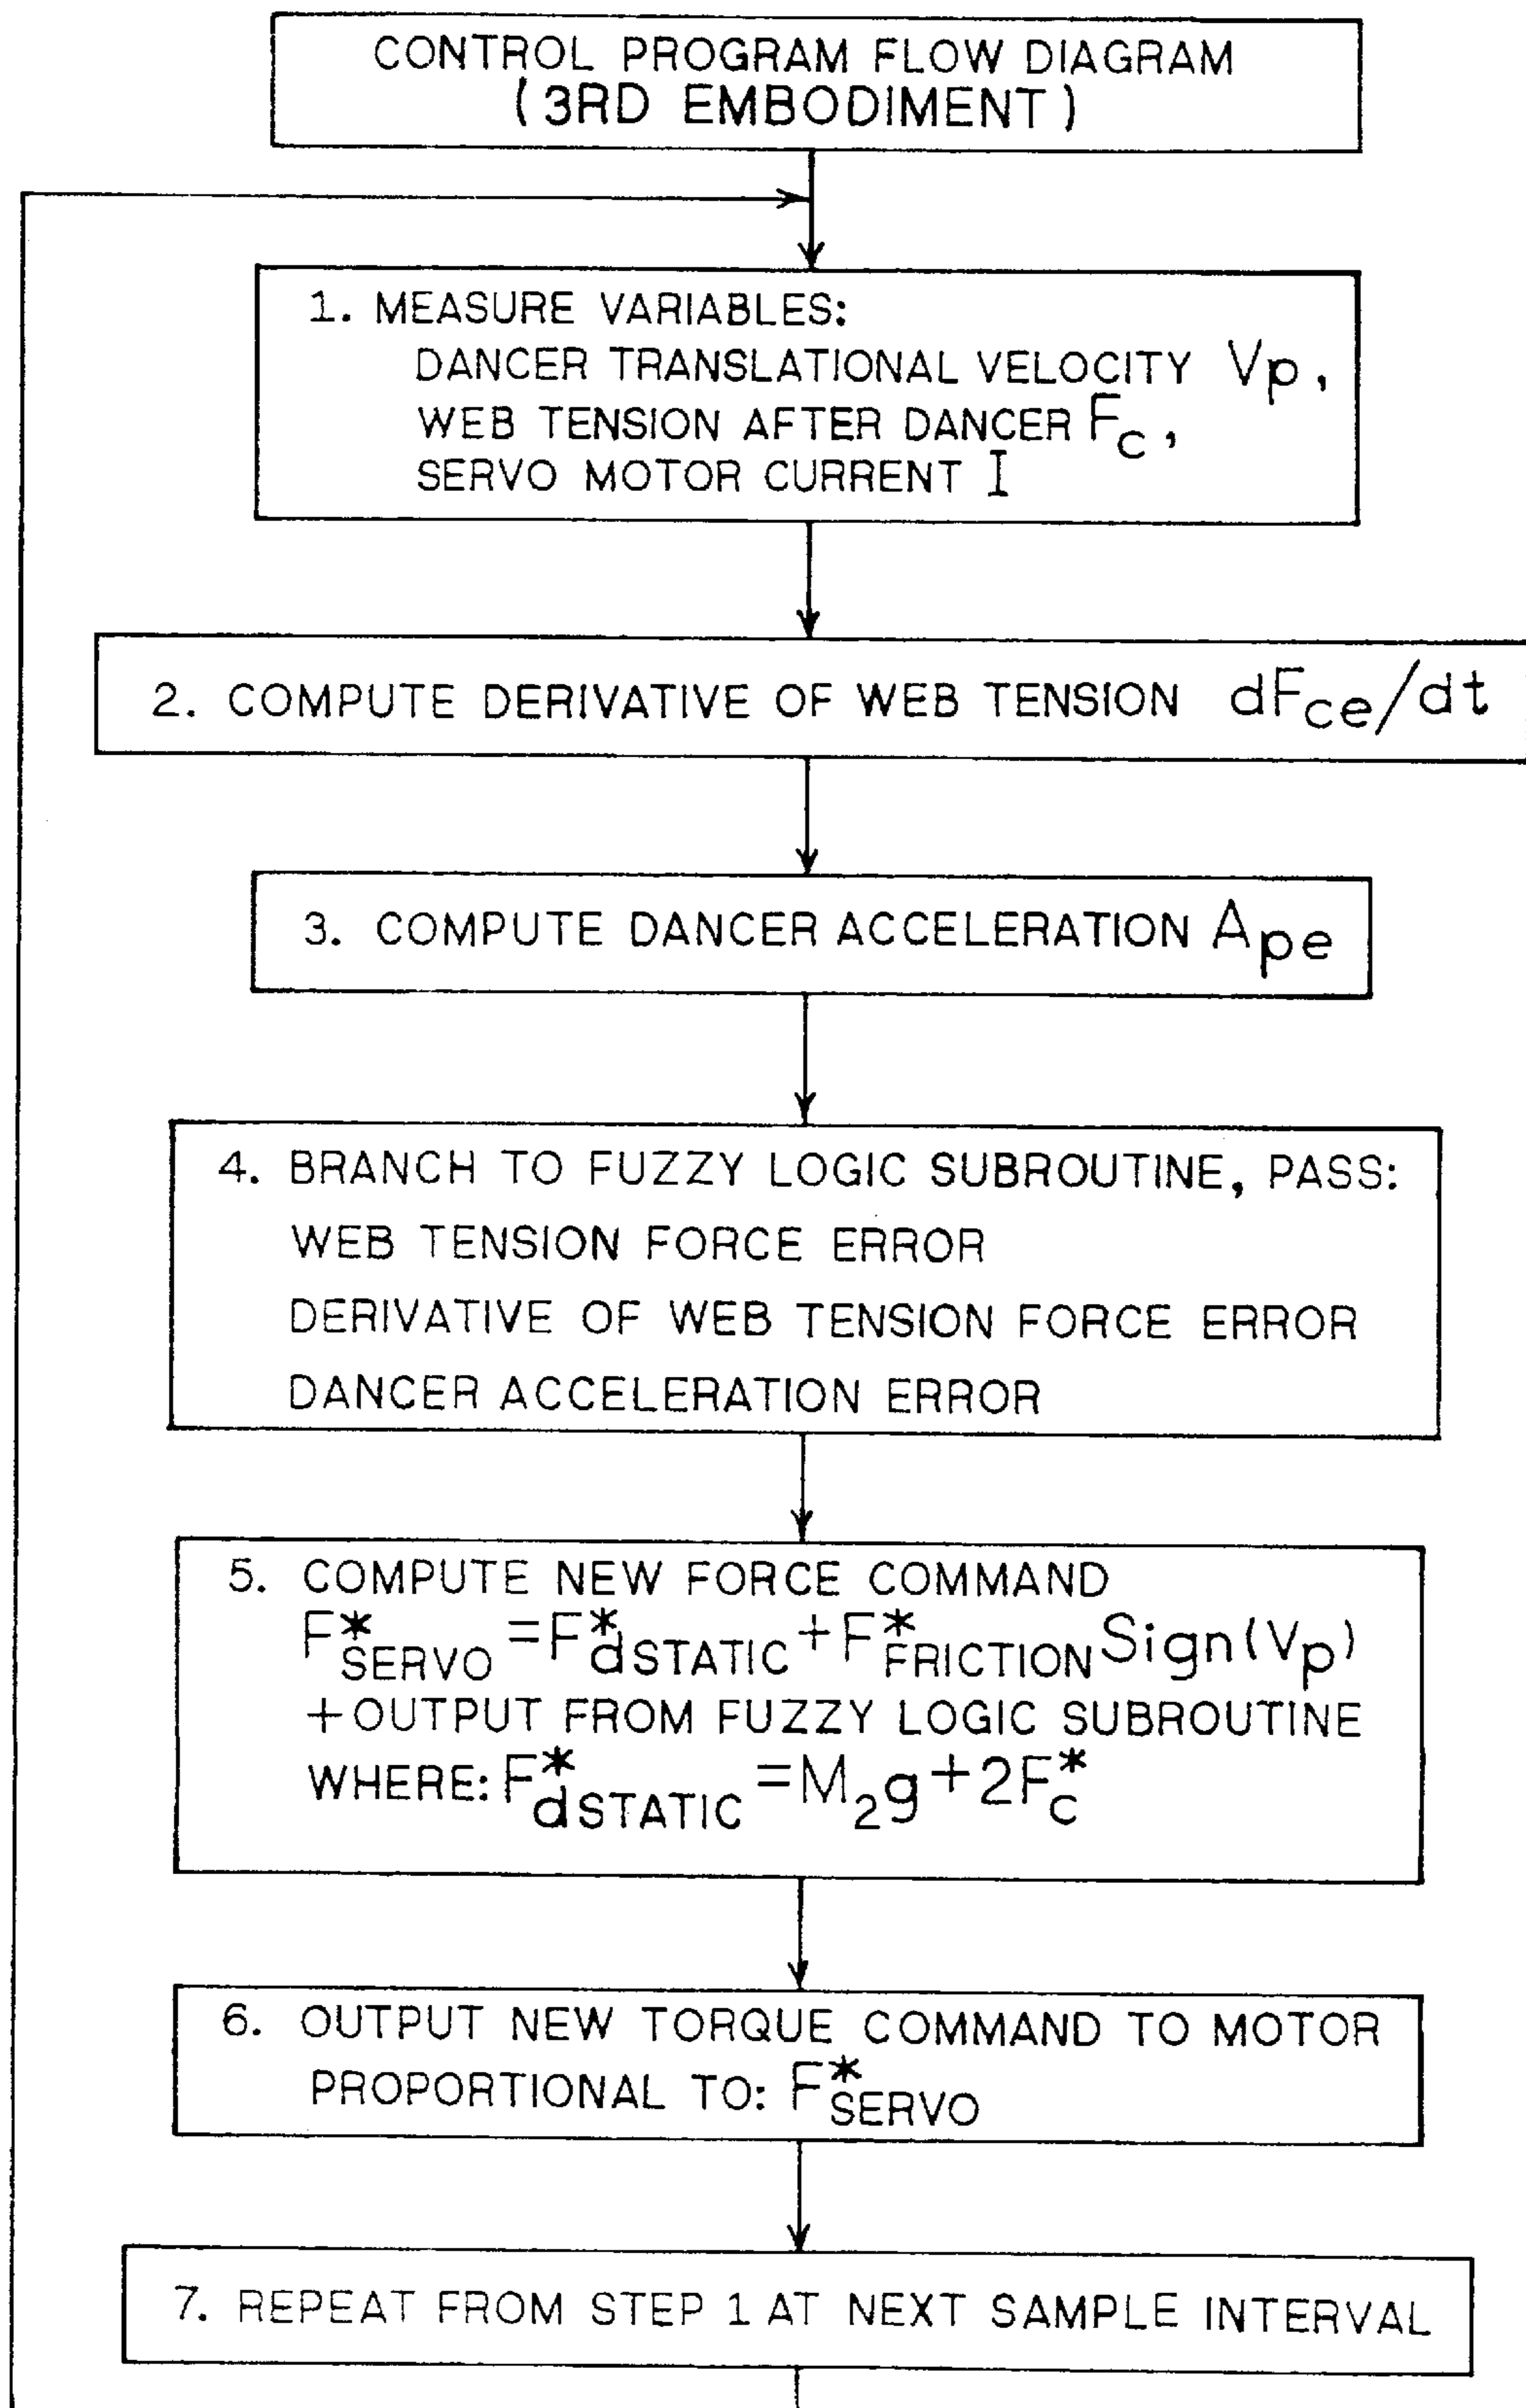 CONTROL PROGRAM FLOW DIAGRAM
(3RD EMBODIMENT)
1. MEASURE VARIABLES:
DANCER TRANSLATIONAL VELOCITY Vp,
WEB TENSION AFTER DANCER Fc,
SERVO MOTOR CURRENT I
2. COMPUTE DERIVATIVE OF WEB TENSION dFce/dt
3. COMPUTE DANCER ACCELERATION Ape
4. BRANCH TO FUZZY LOGIC SUBROUTINE, PASS:
WEB TENSION FORCE ERROR
DERIVATIVE OF WEB TENSION FORCE ERROR
DANCER ACCELERATION ERROR
5. COMPUTE NEW FORCE COMMAND
F*SERVO=F*dSTATIC+F*FRICTIONSign(Vp)
+OUTPUT FROM FUZZY LOGIC SUBROUTINE
WHERE: F*dSTATIC=M2g+2F*c
6. OUTPUT NEW TORQUE COMMAND TO MOTOR
PROPORTIONAL TO: F*SERVO
7. REPEAT FROM STEP 1 AT NEXT SAMPLE INTERVAL